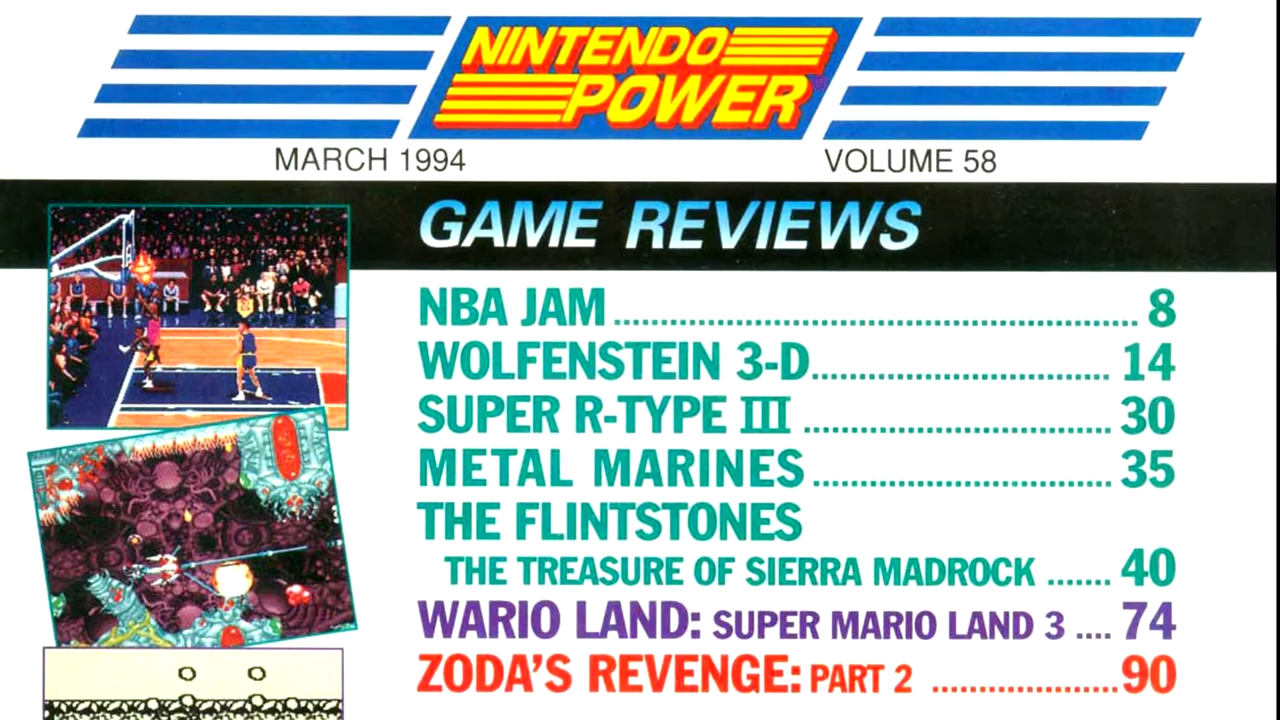 NINTENDO
POWER
MARCH 1994
VOLUME 58
GAME REVIEWS
NBA JAM ........................................ 8
WOLFENSTEIN 3-D ........................ 14
SUPER R-TYPE III ........................ 30
METAL MARINES ........................ 35
THE FLINTSTONES
THE TREASURE OF SIERRA MADROCK ....... 40
WARIO LAND: SUPER MARIO LAND 3 .... 74
ZODA'S REVENGE: PART 2 .................. 90